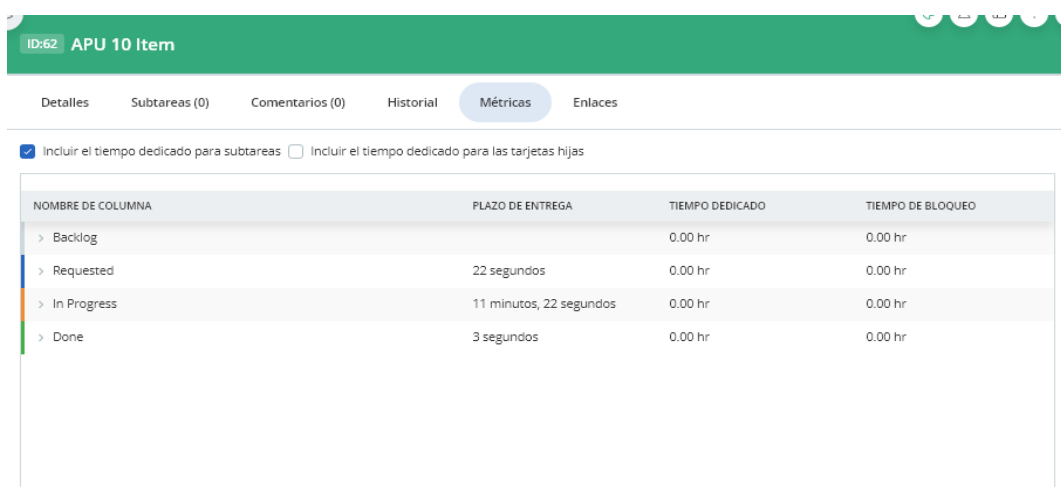 ID:62 APU 10 Item
Detalles Subtareas (0) Comentarios (0) Historial Métricas Enlaces
Incluir el tiempo dedicado para subtareas Incluir el tiempo dedicado para las tarjetas hijas
NOMBRE DE COLUMNA PLAZO DE ENTREGA TIEMPO DEDICADO TIEMPO DE BLOQUEO
Backlog 0.00 hr 0.00 hr
Requested 22 segundos 0.00 hr 0.00 hr
In Progress 11 minutos, 22 segundos 0.00 hr 0.00 hr
Done 3 segundos 0.00 hr 0.00 hr